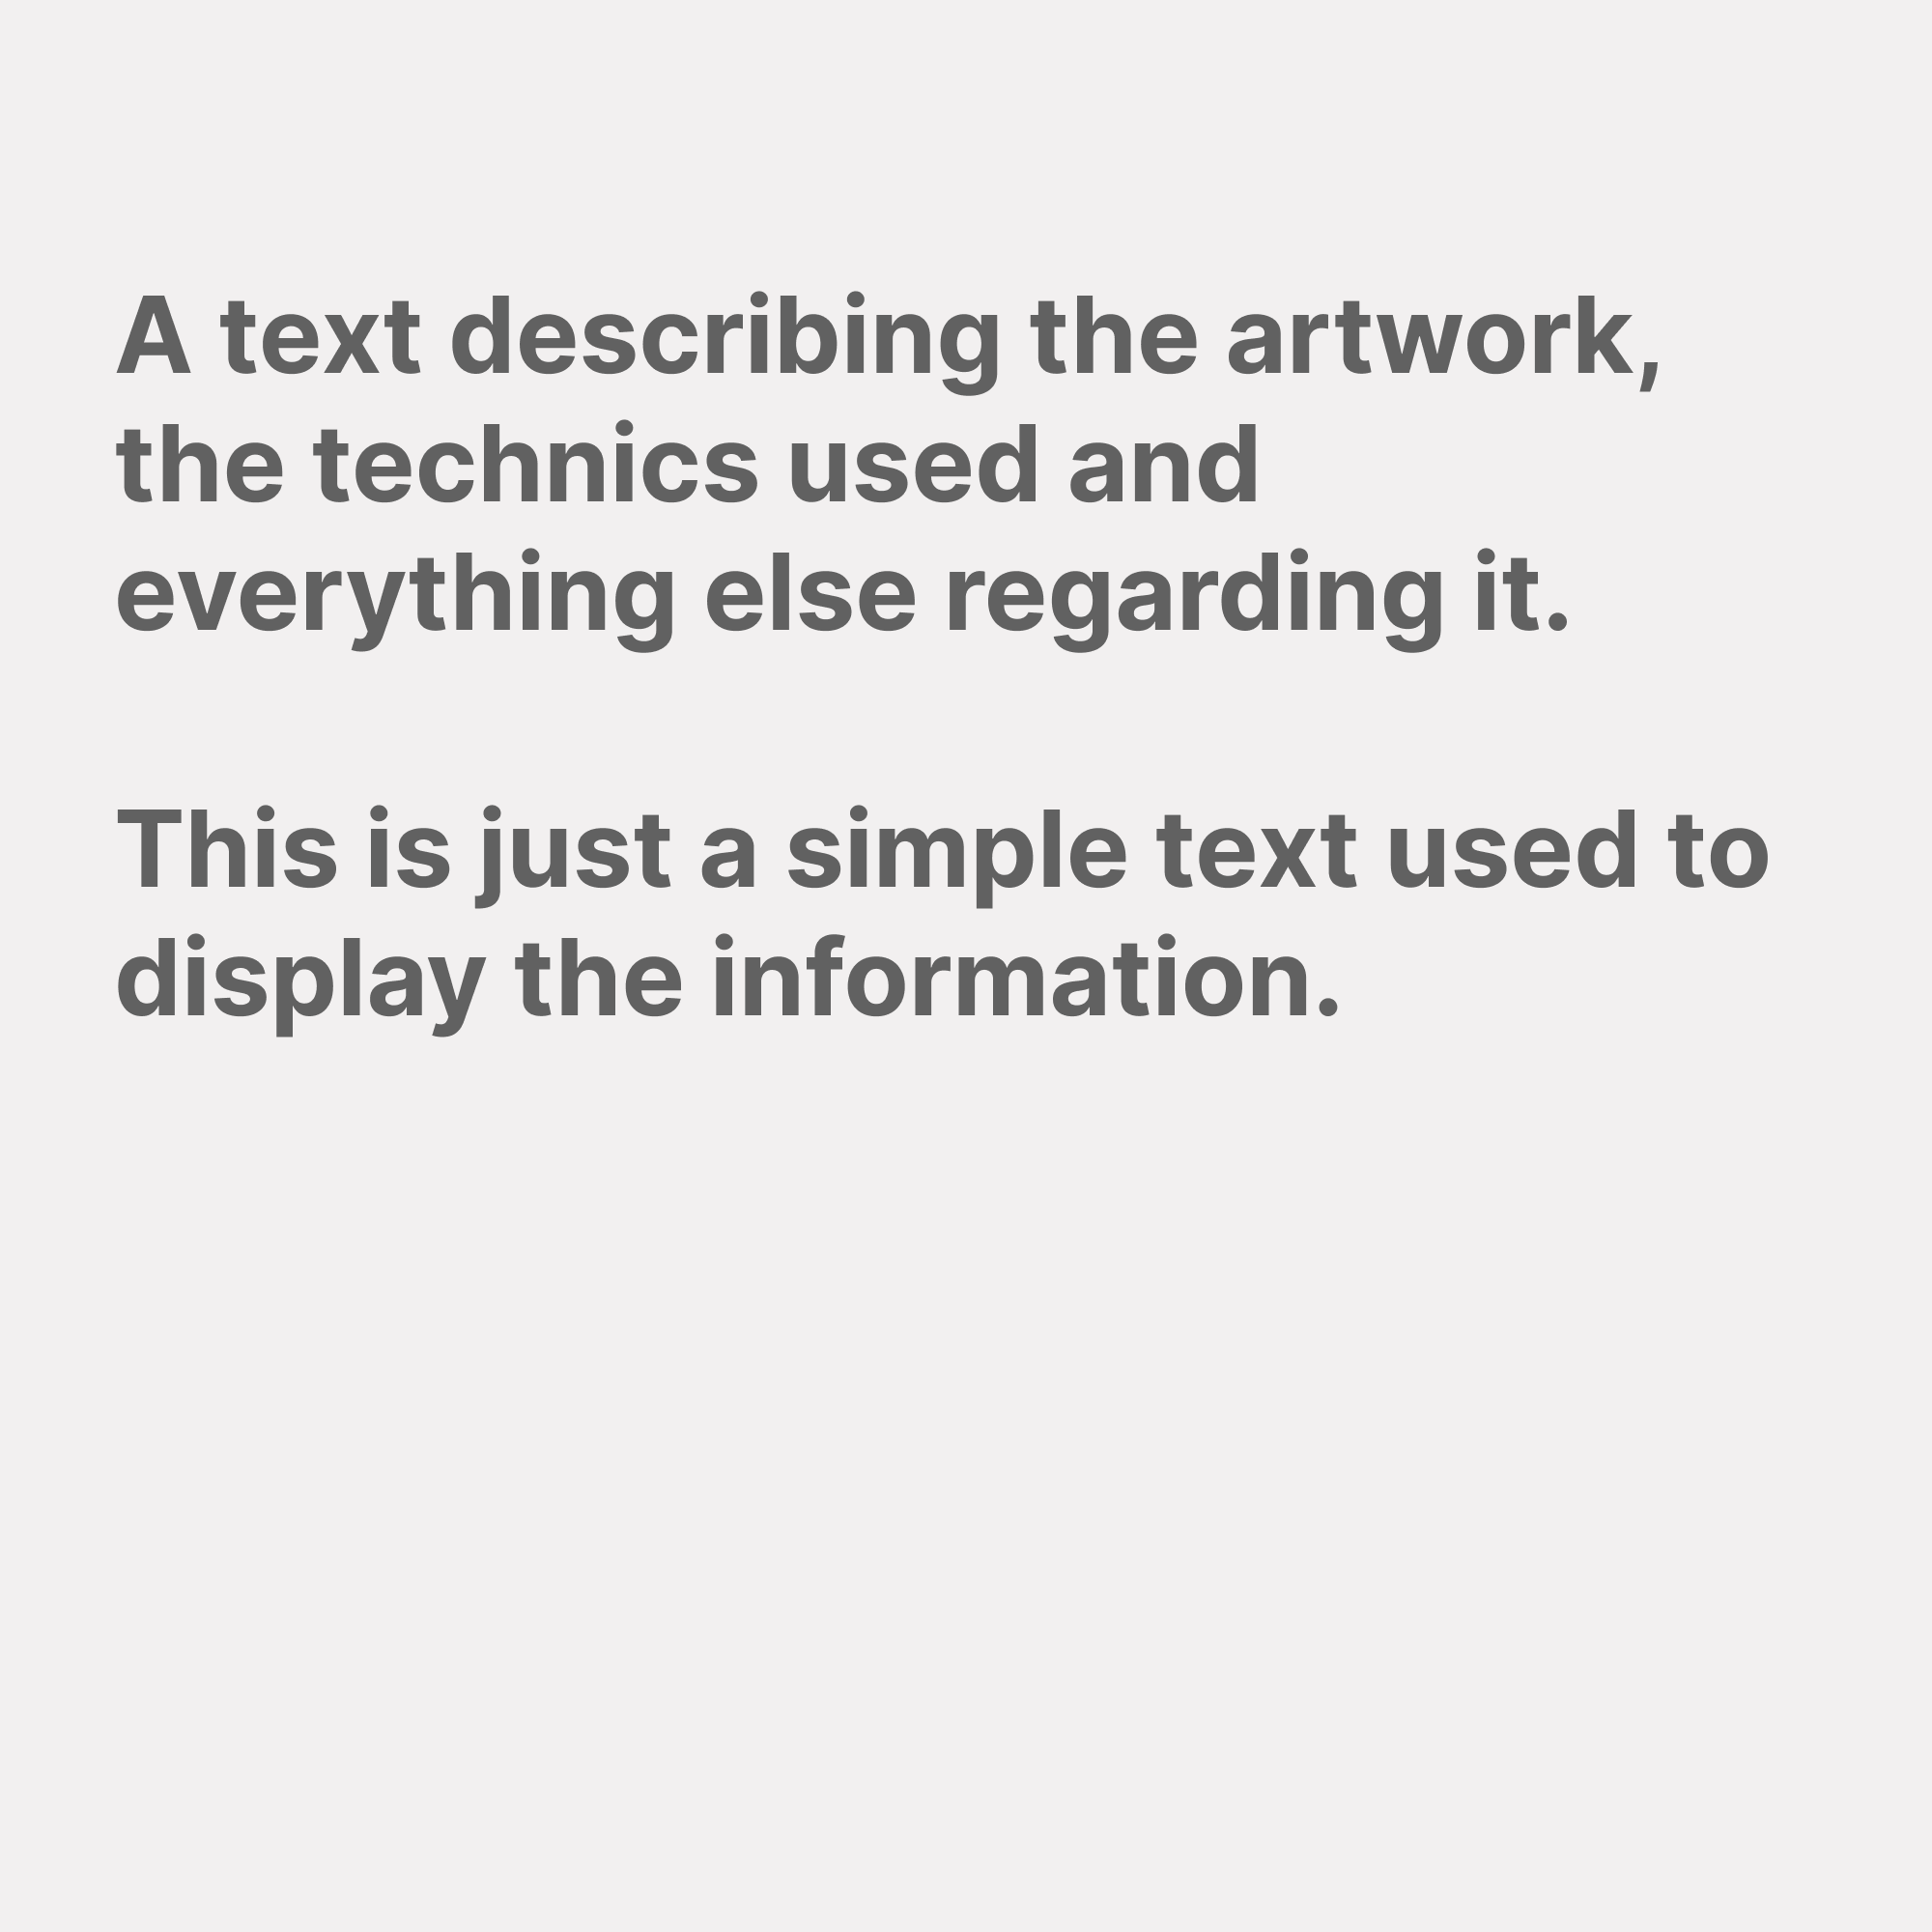 A text describing the artwork,
the technics used and
everything else regarding it.
This is just a simple text used to
display the information.